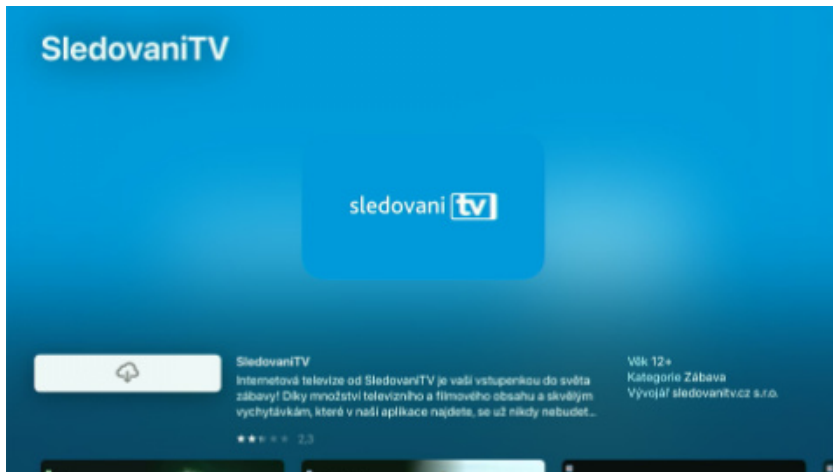 SledovaniTV
sledovani tv
SledovaniTV
Internetová televize od SledovaniTV je vaší vstupenkou do světa
zábavy! Díky množství televizního a filmového obsahu a skvělým
vychytávkám, které v naší aplikace najdete, se už nikdy nebudet...
2,3
Věk 12+
Kategorie Zábava
Vývojář sledovanitv.cz s.r.o.